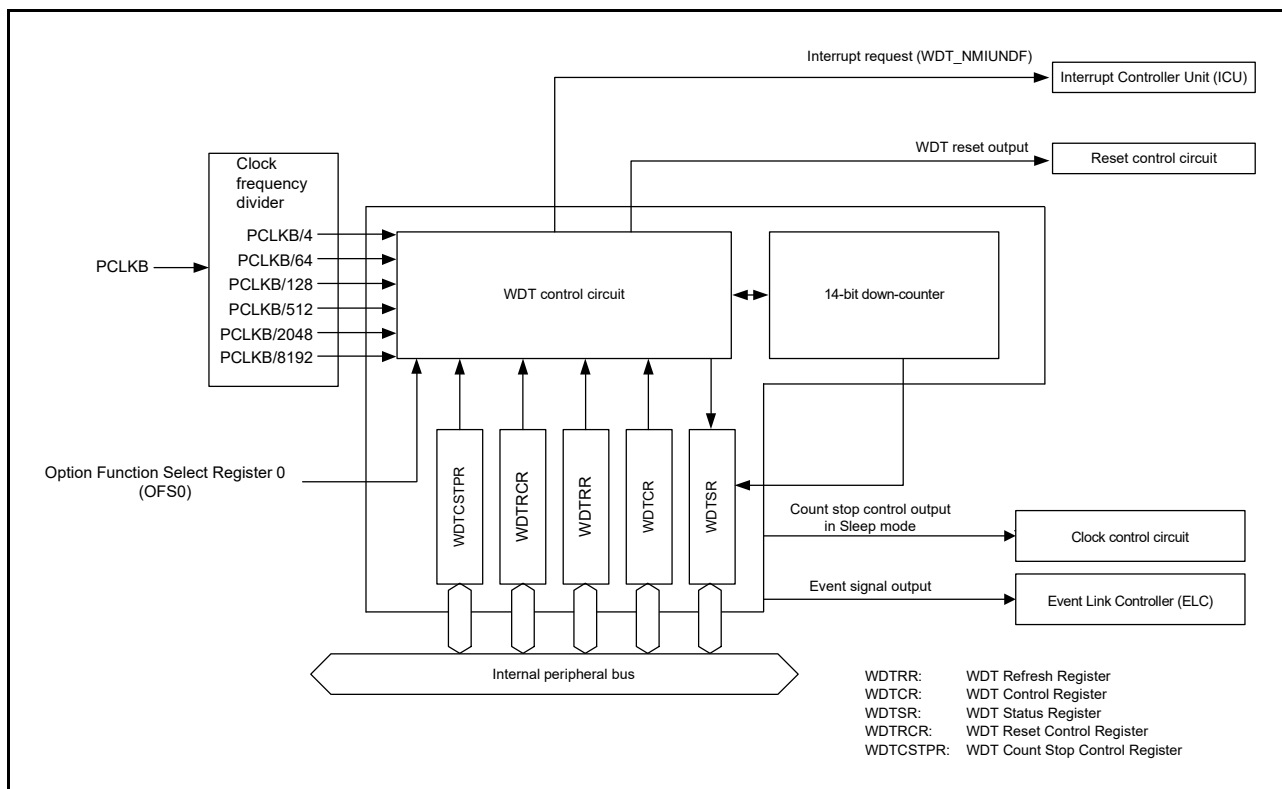 Interrupt request (WDT_NMIUNDF)
Interrupt Controller Unit (ICU)
WDT reset output
Reset control circuit
Clock
frequency
divider
PCLKB
PCLKB/4
PCLKB/64
PCLKB/128
PCLKB/512
PCLKB/2048
PCLKB/8192
WDT control circuit
14-bit down-counter
Option Function Select Register 0
(OFS0)
WDTCSTPR
WDTRCR
WDTRR
WDTCR
WDTSR
Count stop control output
in Sleep mode
Clock control circuit
Event signal output
Event Link Controller (ELC)
Internal peripheral bus
WDTRR: WDT Refresh Register
WDTCR: WDT Control Register
WDTSR: WDT Status Register
WDTRCR: WDT Reset Control Register
WDTCSTPR: WDT Count Stop Control Register